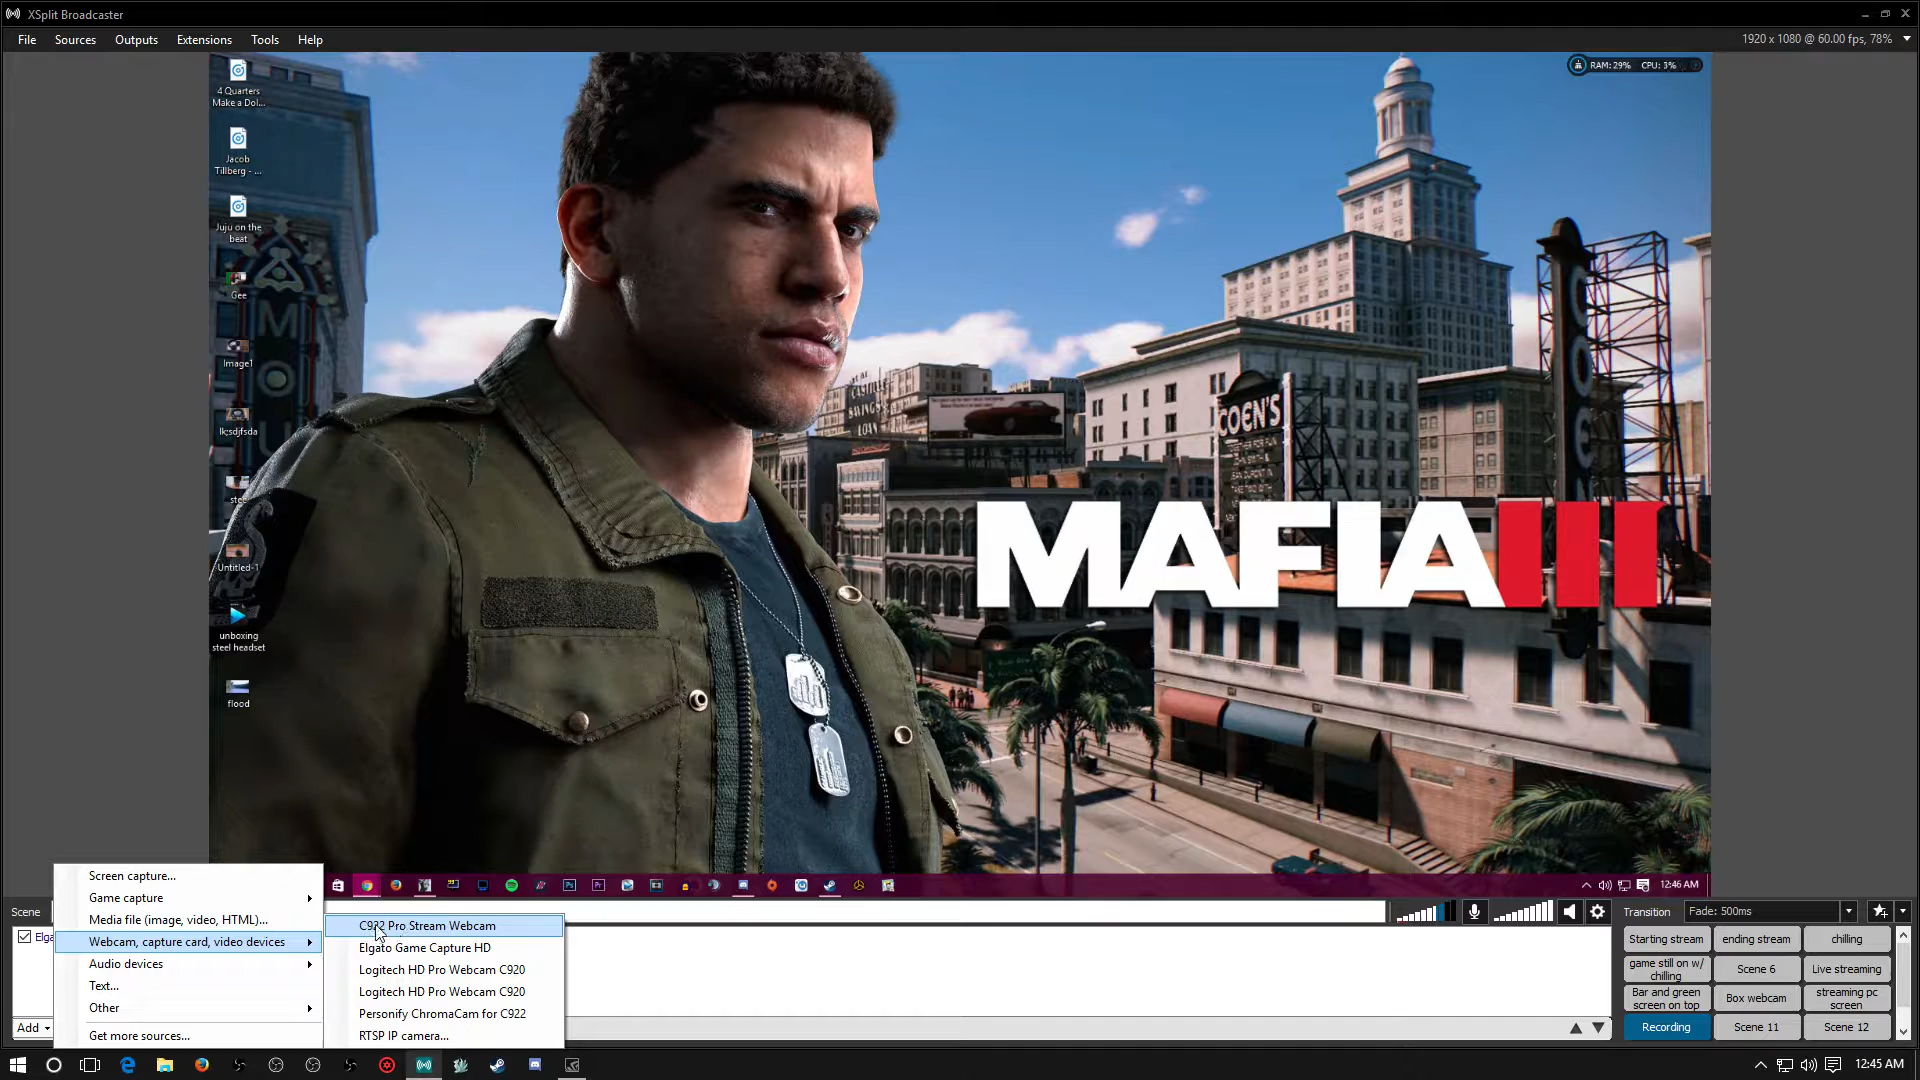 XSplit Broadcaster
File
Sources
Outputs
Extensions
Tools
Help
1920 x 1080 @ 60.00 fps, 78%
RAM: 29%
CPU: 3%
4 Quarters
Make a Dol...
Jacob
Tillberg - ...
Juju on the
beat
Gee
Image1
lk;sdjfsda
stee
Untitled-1
unboxing
steel headset
flood
COEN'S
MAFIA III
12:46 AM
Screen capture...
Game capture
Media file (image, video, HTML)...
Webcam, capture card, video devices
Audio devices
Text...
Other
Get more sources...
C922 Pro Stream Webcam
Elgato Game Capture HD
Logitech HD Pro Webcam C920
Logitech HD Pro Webcam C920
Personify ChromaCam for C922
RTSP IP camera...
Scene
Elga
Add
Transition
Fade: 500ms
Starting stream
ending stream
chilling
game still on w/
chilling
Scene 6
Live streaming
Bar and green
screen on top
Box webcam
streaming pc
screen
Recording
Scene 11
Scene 12
12:45 AM